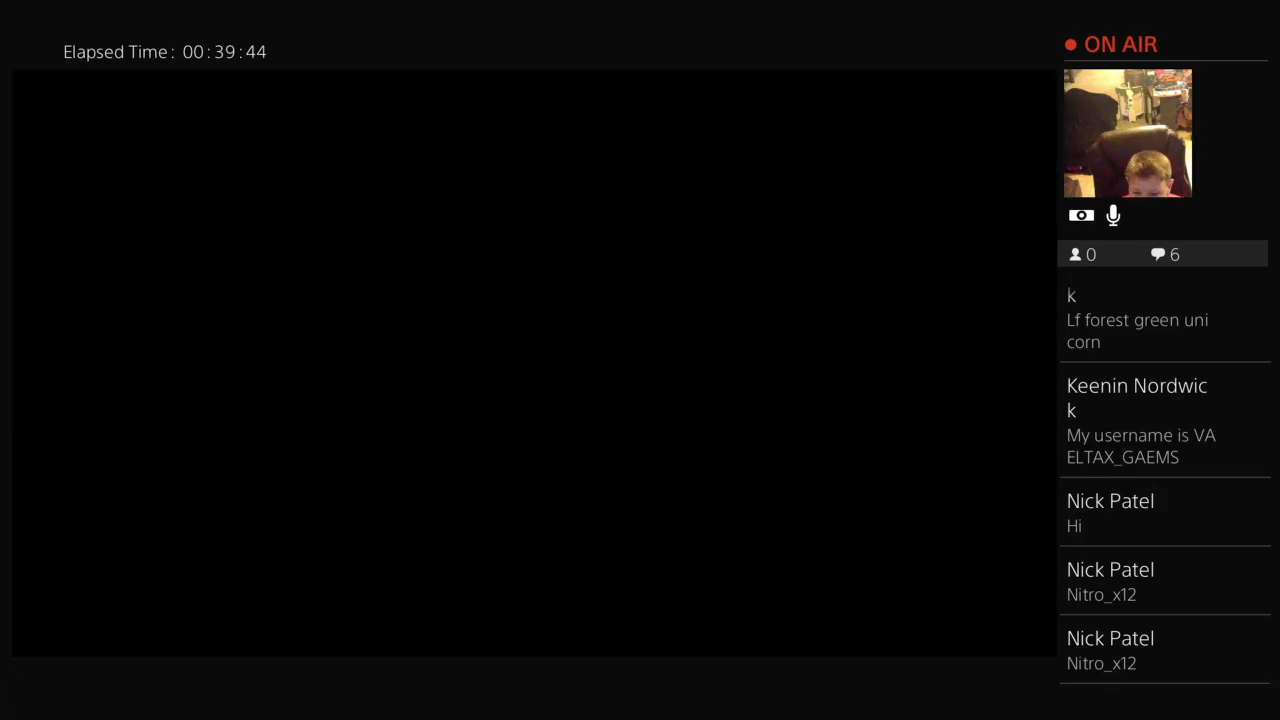 Elapsed Time: 00:39:44
ON AIR
0 6
k
Lf forest green uni
corn
Keenin Nordwic
k
My username is VA
ELTAX_GAEMS
Nick Patel
Hi
Nick Patel
Nitro_x12
Nick Patel
Nitro_x12